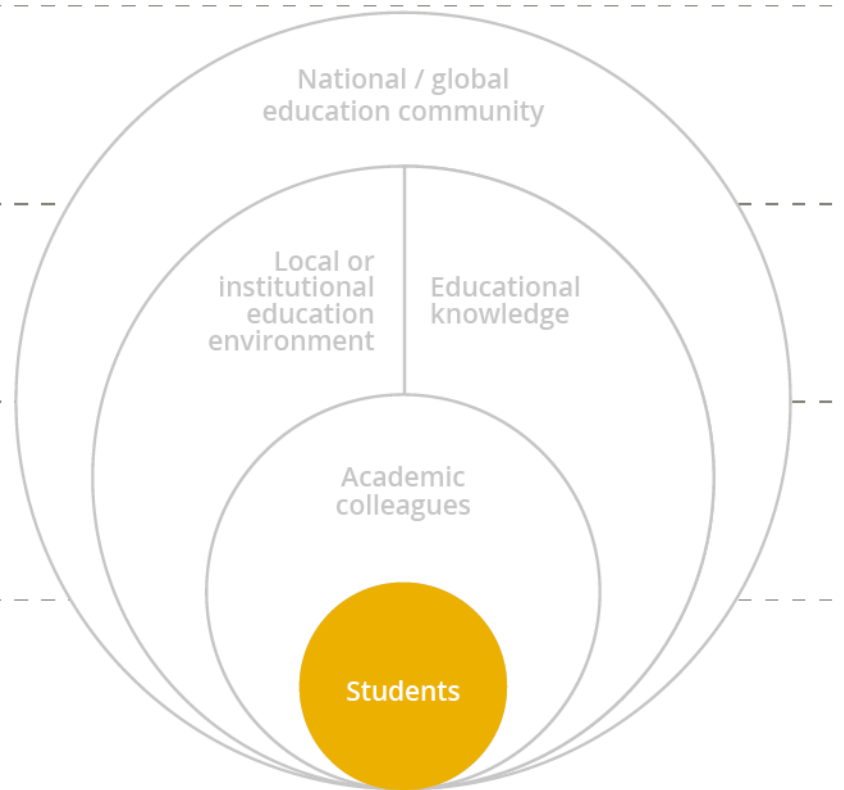 National / global
education community
Local or
institutional
education
environment
Educational
knowledge
Academic
colleagues
Students